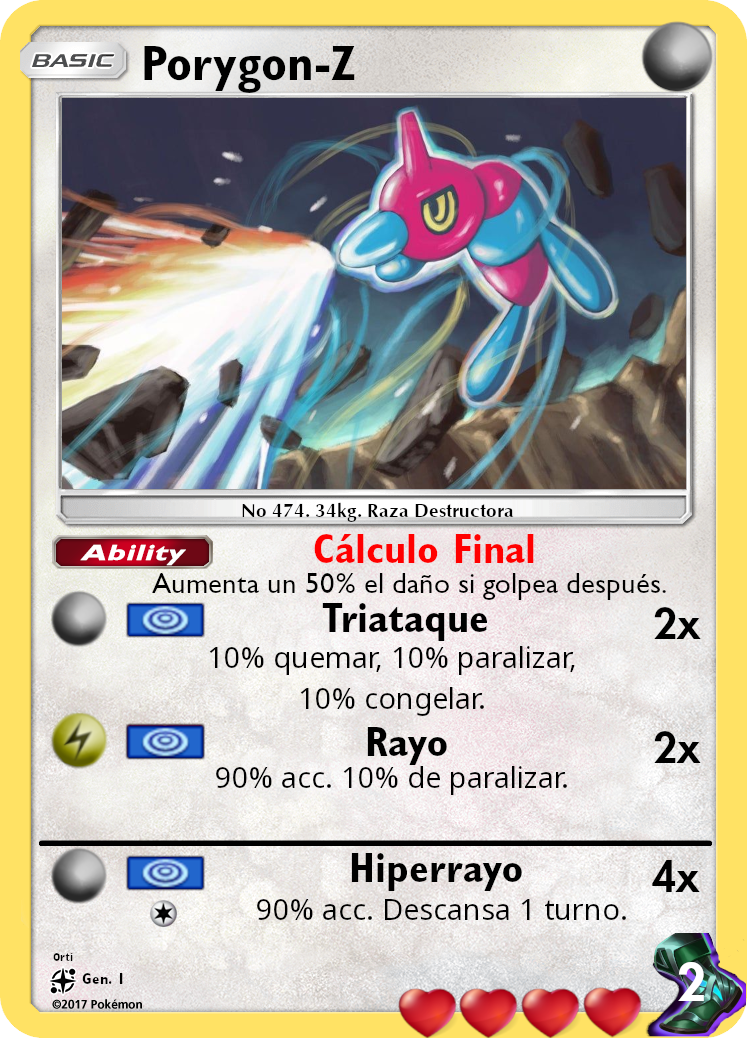 BASIC Porygon-Z
No 474. 34kg. Raza Destructora
Ability Cálculo Final
Aumenta un 50% el daño si golpea después.
Triataque 2x
10% quemar, 10% paralizar,
10% congelar.
Rayo 2x
90% acc. 10% de paralizar.
Hiperrayo 4x
90% acc. Descansa 1 turno.
Orti
Gen. I
©2017 Pokémon
2